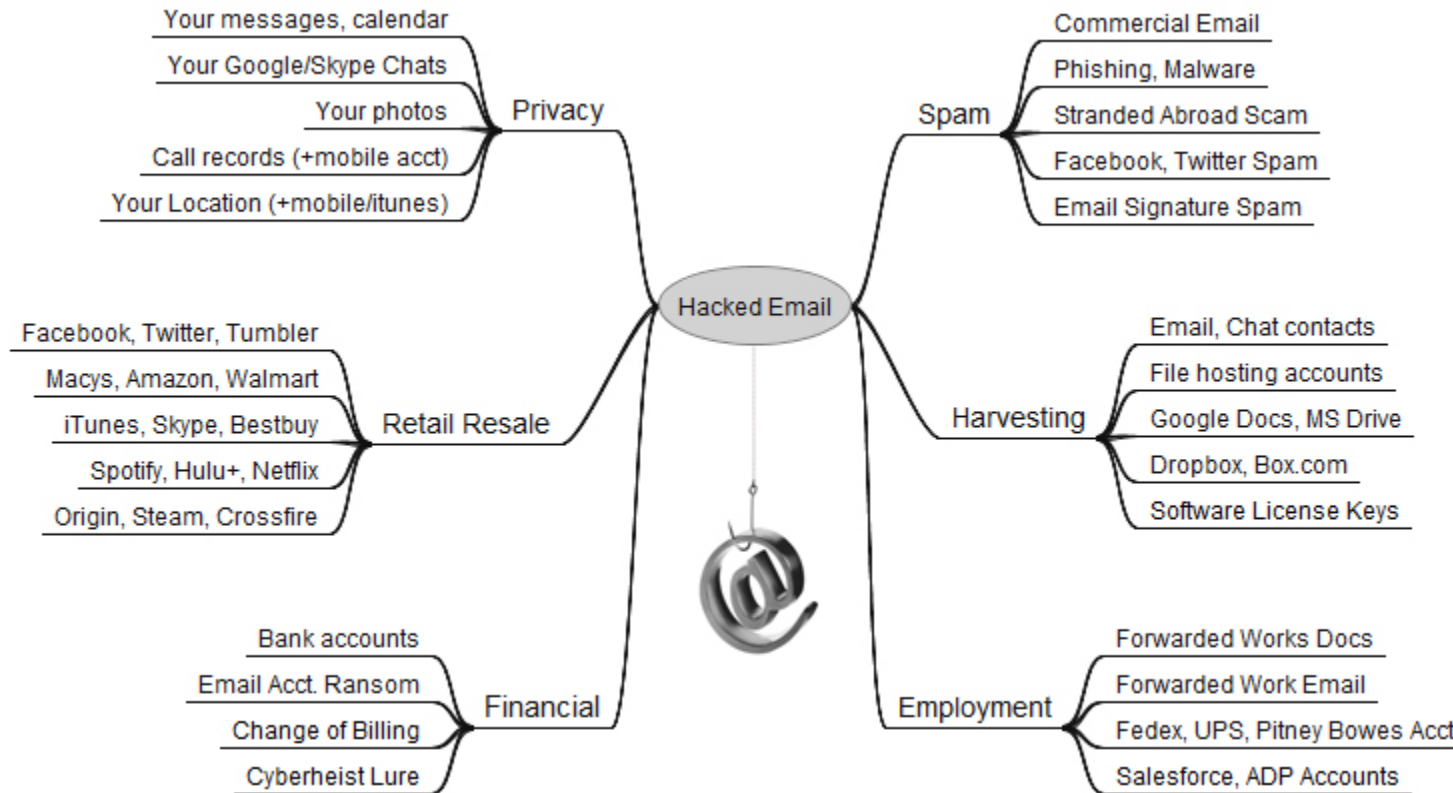 Your messages, calendar
Your Google/Skype Chats
Your photos
Call records (+mobile acct)
Your Location (+mobile/itunes)
Privacy
Facebook, Twitter, Tumbler
Macys, Amazon, Walmart
iTunes, Skype, Bestbuy
Spotify, Hulu+, Netflix
Origin, Steam, Crossfire
Retail Resale
Bank accounts
Email Acct. Ransom
Change of Billing
Cyberheist Lure
Financial
Hacked Email
@
Spam
Commercial Email
Phishing, Malware
Stranded Abroad Scam
Facebook, Twitter Spam
Email Signature Spam
Harvesting
Email, Chat contacts
File hosting accounts
Google Docs, MS Drive
Dropbox, Box.com
Software License Keys
Employment
Forwarded Works Docs
Forwarded Work Email
Fedex, UPS, Pitney Bowes Acct
Salesforce, ADP Accounts